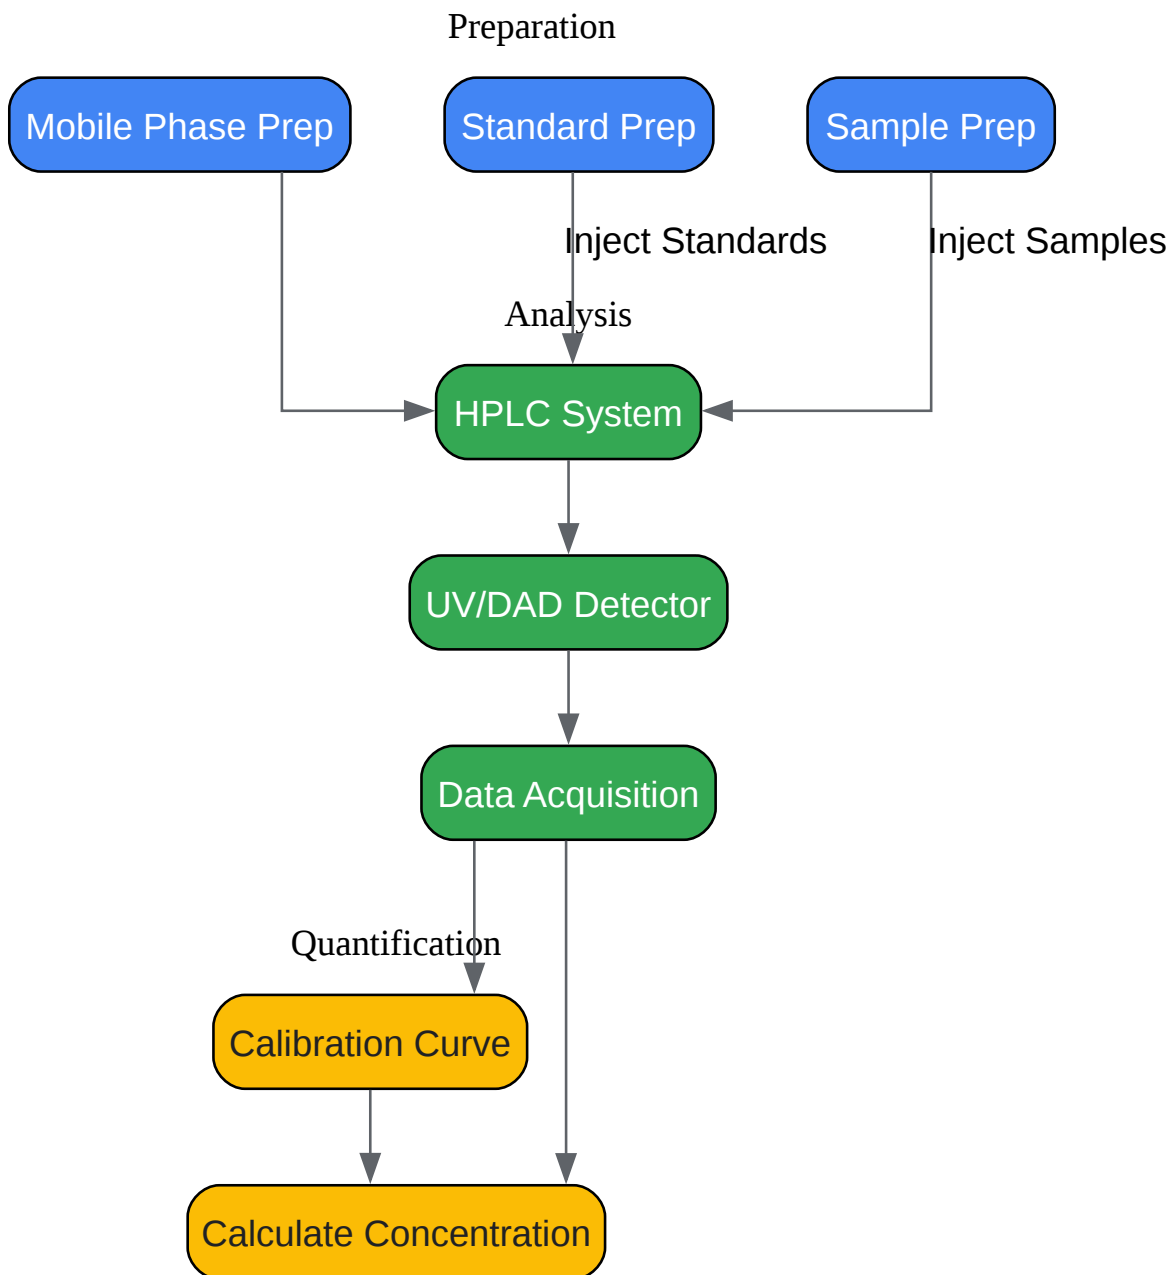 Preparation
Mobile Phase Prep
Standard Prep
Sample Prep
Inject Standards
Inject Samples
Analysis
HPLC System
UV/DAD Detector
Data Acquisition
Quantification
Calibration Curve
Calculate Concentration